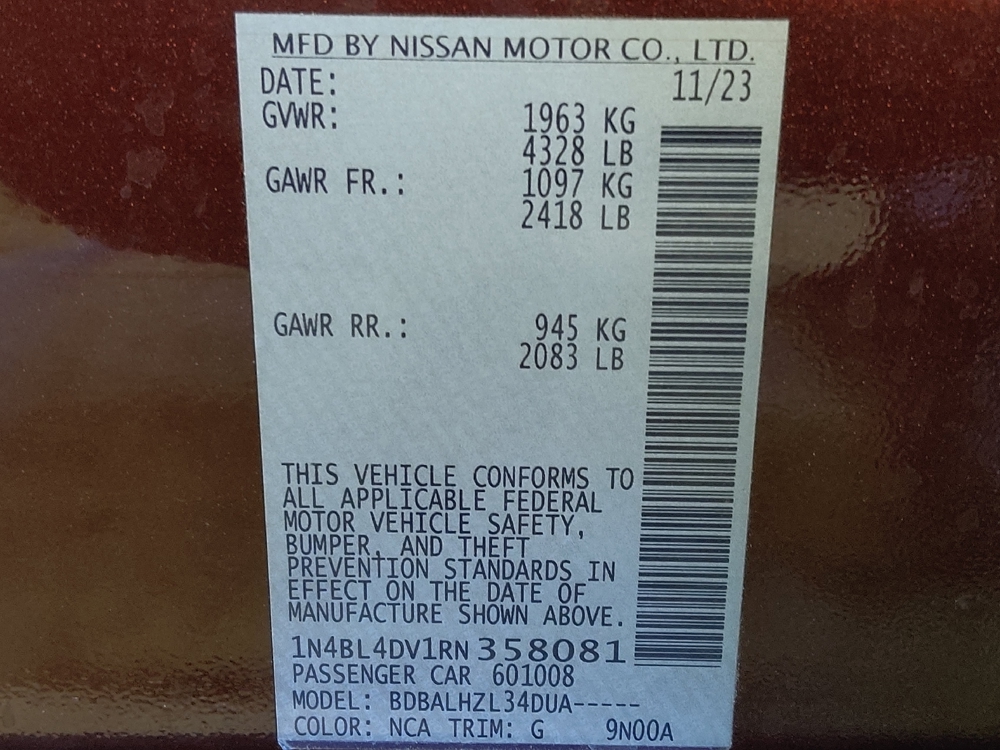 MFD BY NISSAN MOTOR CO., LTD.
DATE: 11/23
GVWR: 1963 KG
4328 LB
GAWR FR.: 1097 KG
2418 LB
GAWR RR.: 945 KG
2083 LB
THIS VEHICLE CONFORMS TO
ALL APPLICABLE FEDERAL
MOTOR VEHICLE SAFETY,
BUMPER, AND THEFT
PREVENTION STANDARDS IN
EFFECT ON THE DATE OF
MANUFACTURE SHOWN ABOVE.
1N4BL4DV1RN358081
PASSENGER CAR 601008
MODEL: BDBALHZL34DUA-----
COLOR: NCA TRIM: G 9N00A